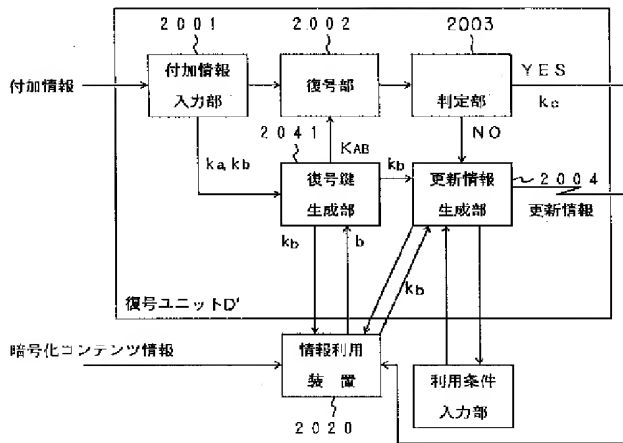 2001
2002
2003
付加情報
付加情報
入力部
復号部
判定部
YES
kc
2041
KAB
NO
ka,kb
復号鍵
生成部
kb
更新情報
生成部
2004
更新情報
kb
b
kb
復号ユニットD'
暗号化コンテンツ情報
情報利用
装置
利用条件
入力部
2020